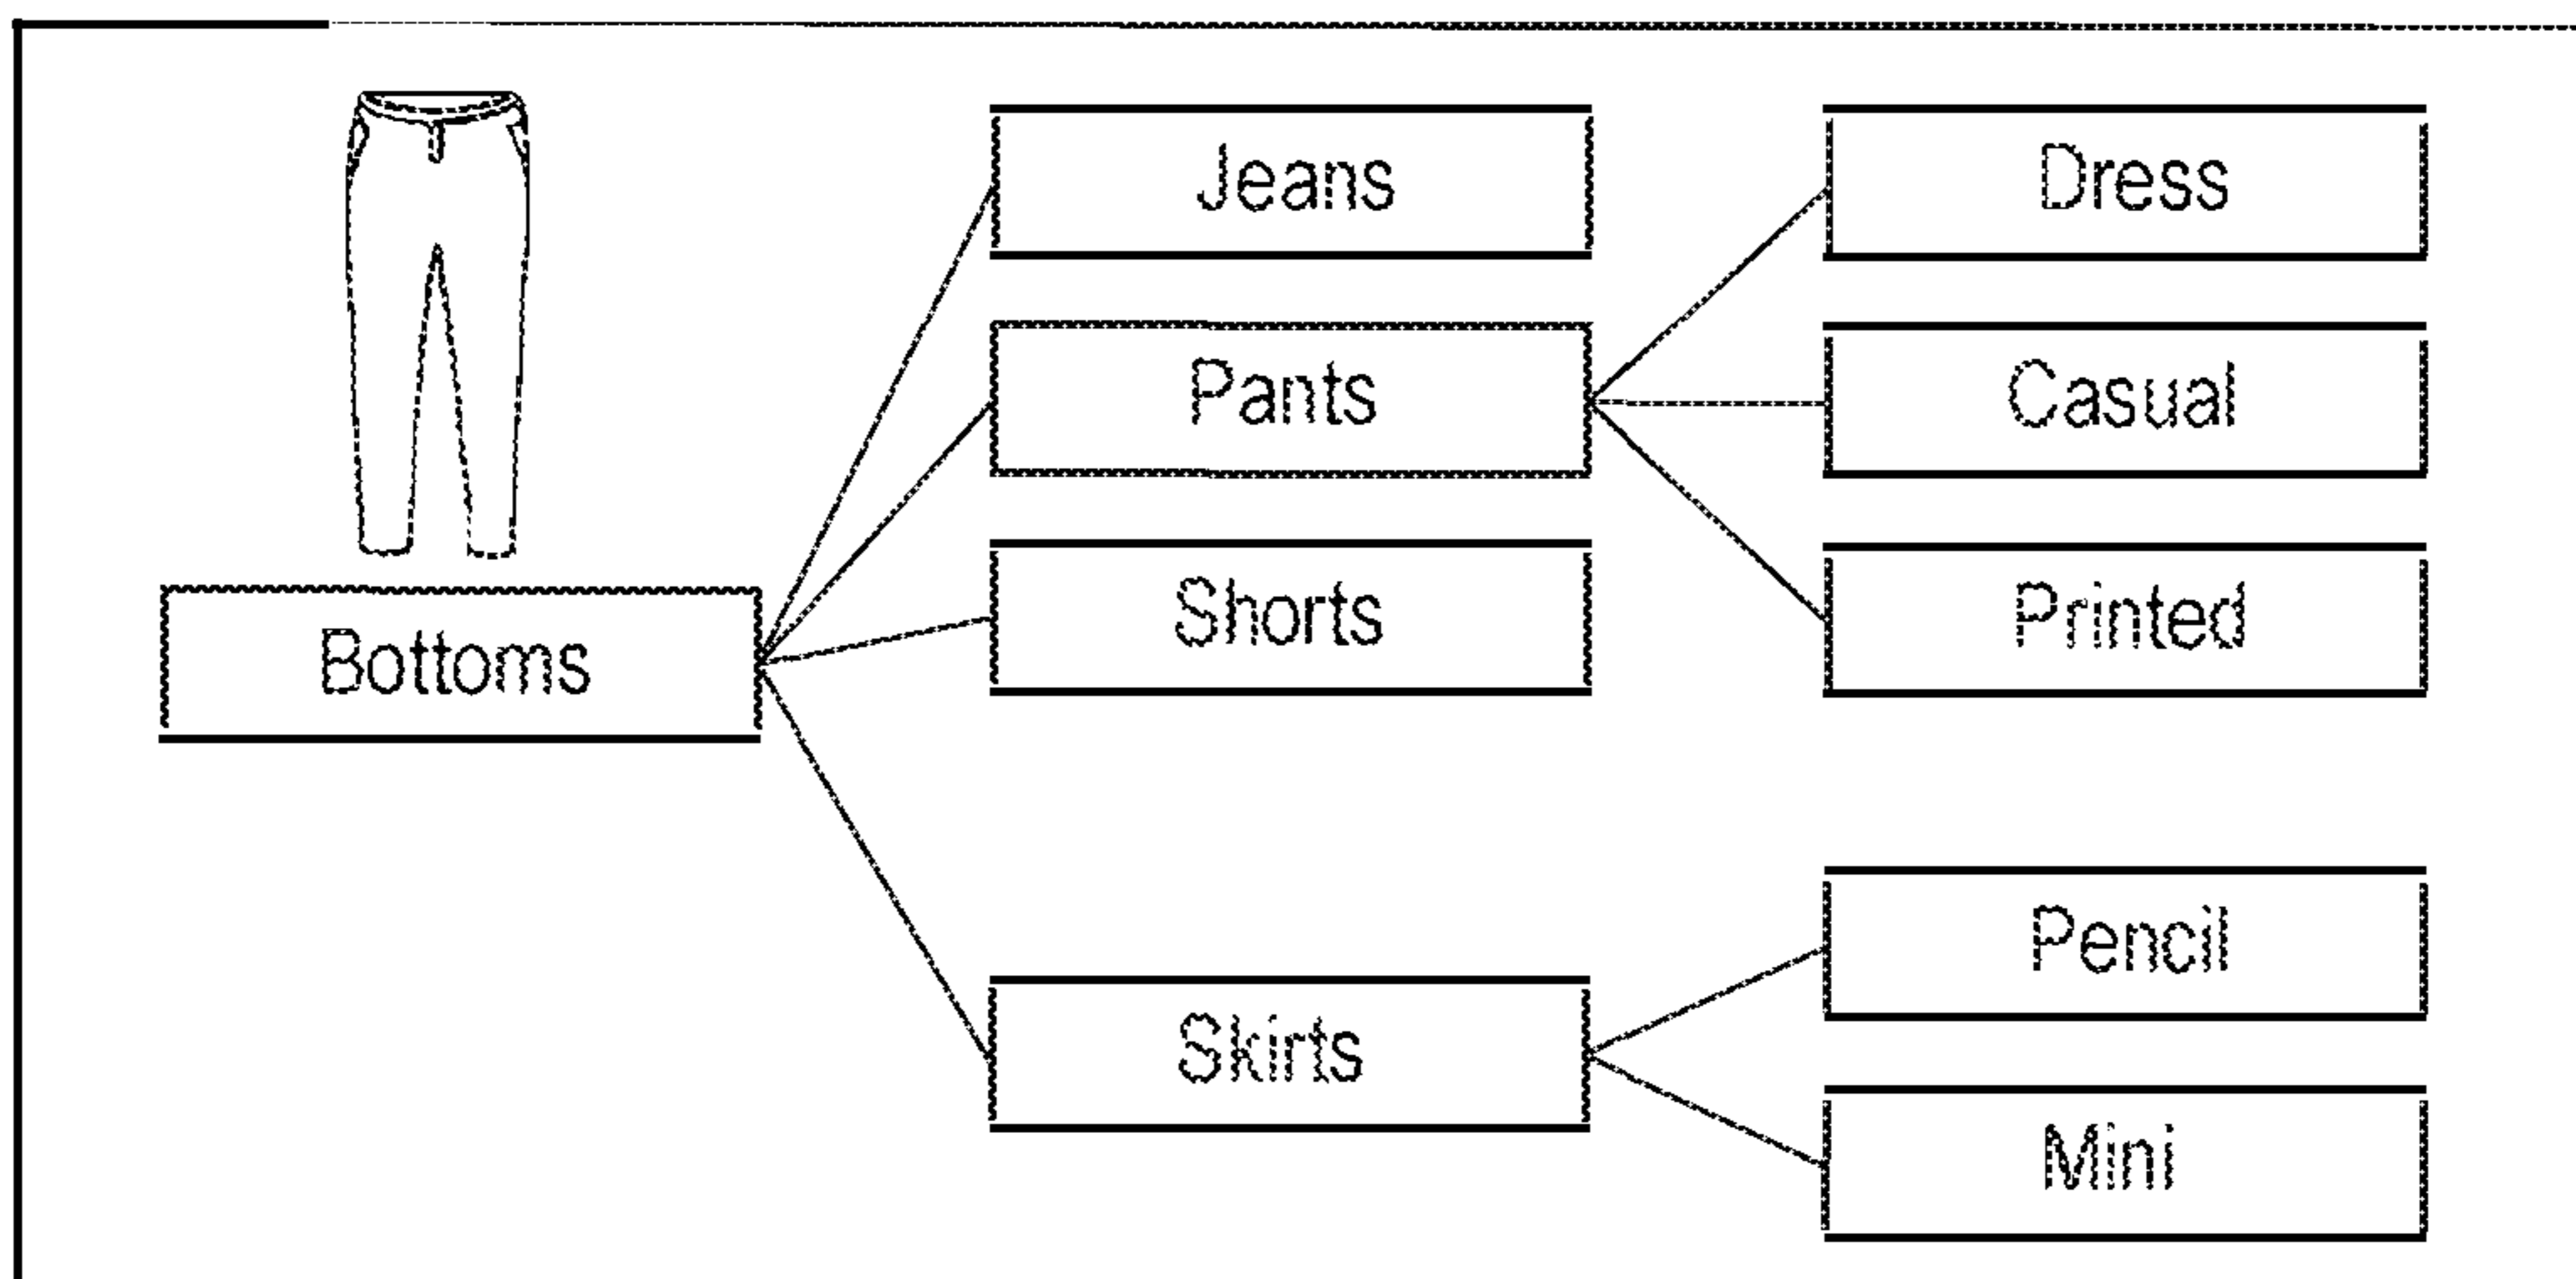 Jeans
Dress
Pants
Casual
Shorts
Printed
Bottoms
Pencil
Skirts
Mini